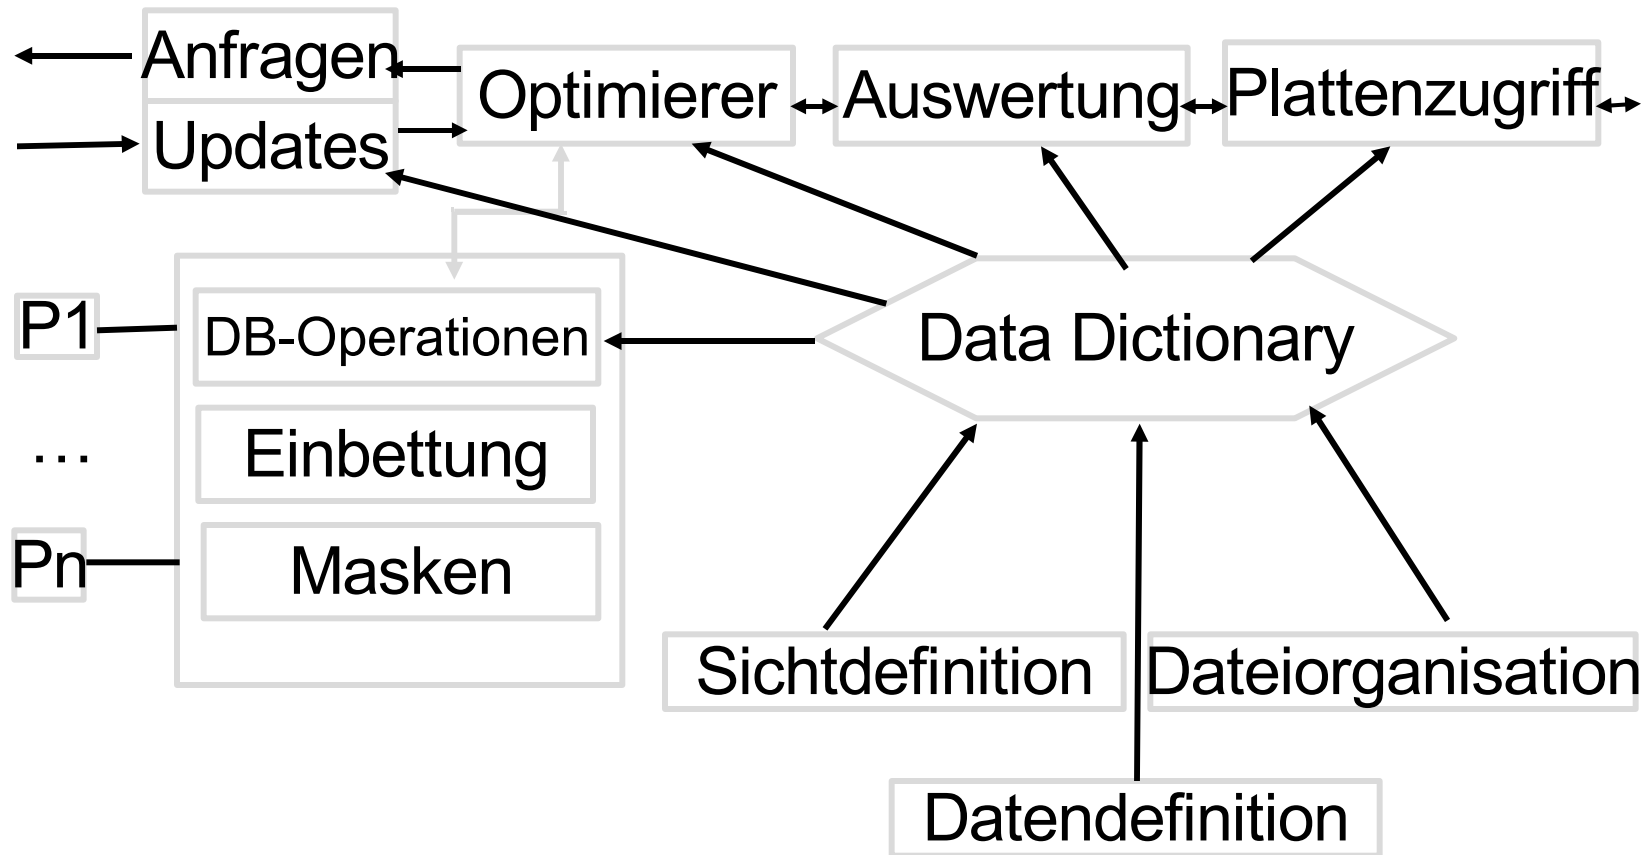 Anfragen
Updates
Optimierer
Auswertung
Plattenzugriff
P1
…
Pn
DB-Operationen
Einbettung
Masken
Data Dictionary
Sichtdefinition
Dateiorganisation
Datendefinition